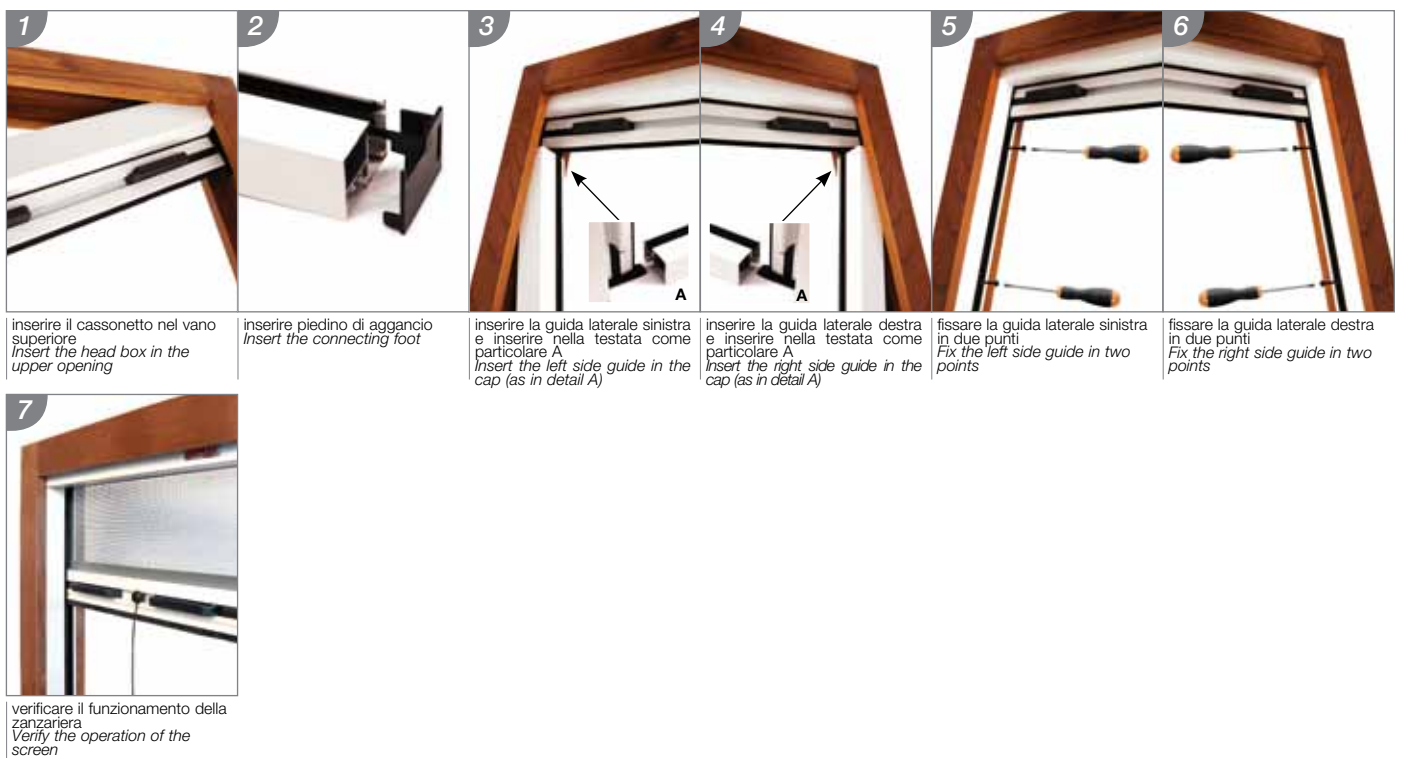 1
2
3
4
5
6
A
A
inserire il cassonetto nel vano
superiore
Insert the head box in the
upper opening
inserire piedino di aggancio
Insert the connecting foot
inserire la guida laterale sinistra
e inserire nella testata come
particolare A
Insert the left side guide in the
cap (as in detail A)
inserire la guida laterale destra
e inserire nella testata come
particolare A
Insert the right side guide in the
cap (as in detail A)
fissare la guida laterale sinistra
in due punti
Fix the left side guide in two
points
fissare la guida laterale destra
in due punti
Fix the right side guide in two
points
7
verificare il funzionamento della
zanzariera
Verify the operation of the
screen